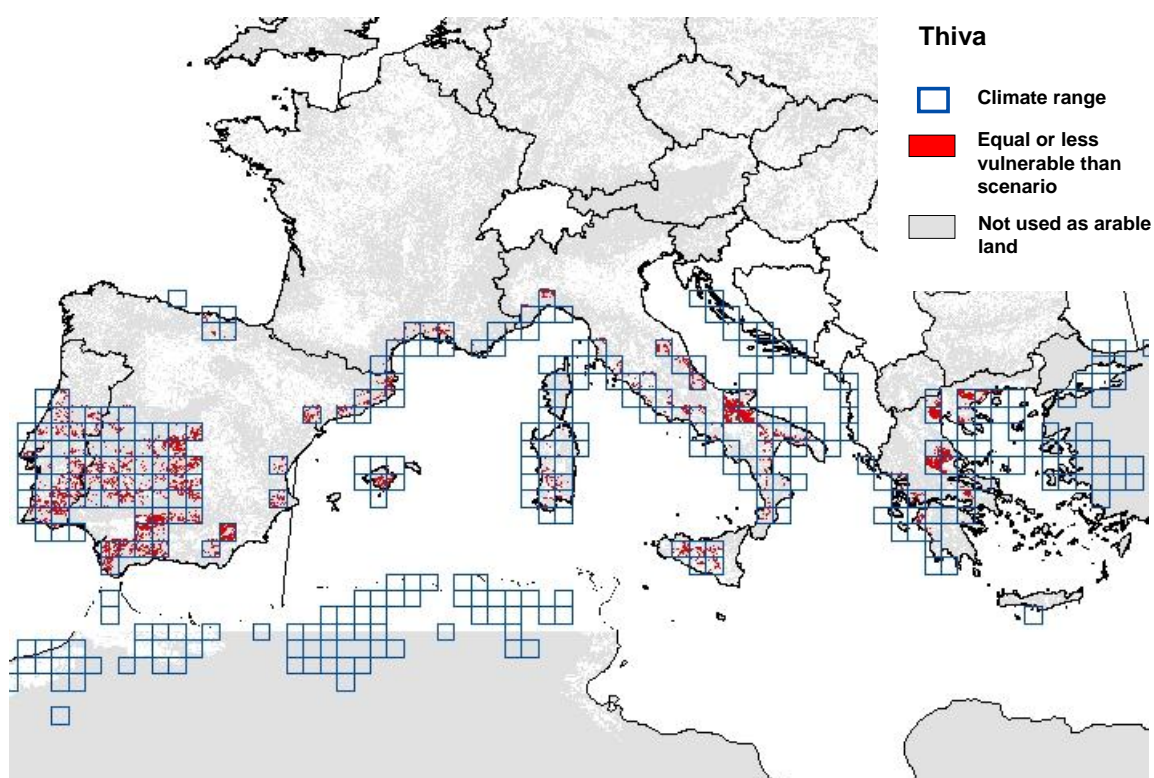 Thiva
Climate range
Equal or less
vulnerable than
scenario
Not used as arable
land